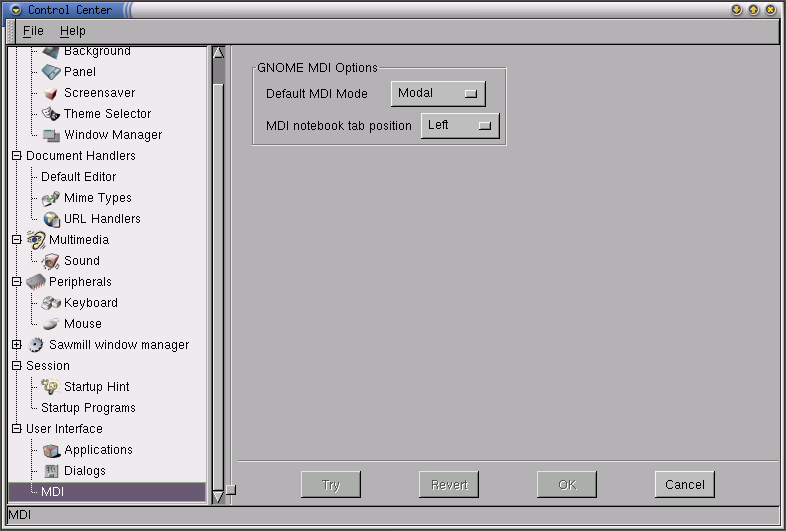 Control Center
File Help
Background
Panel
Screensaver
Theme Selector
Window Manager
Document Handlers
Default Editor
Mime Types
URL Handlers
Multimedia
Sound
Peripherals
Keyboard
Mouse
Sawmill window manager
Session
Startup Hint
Startup Programs
User Interface
Applications
Dialogs
MDI
GNOME MDI Options
Default MDI Mode Modal
MDI notebook tab position Left
Try Revert OK Cancel
MDI